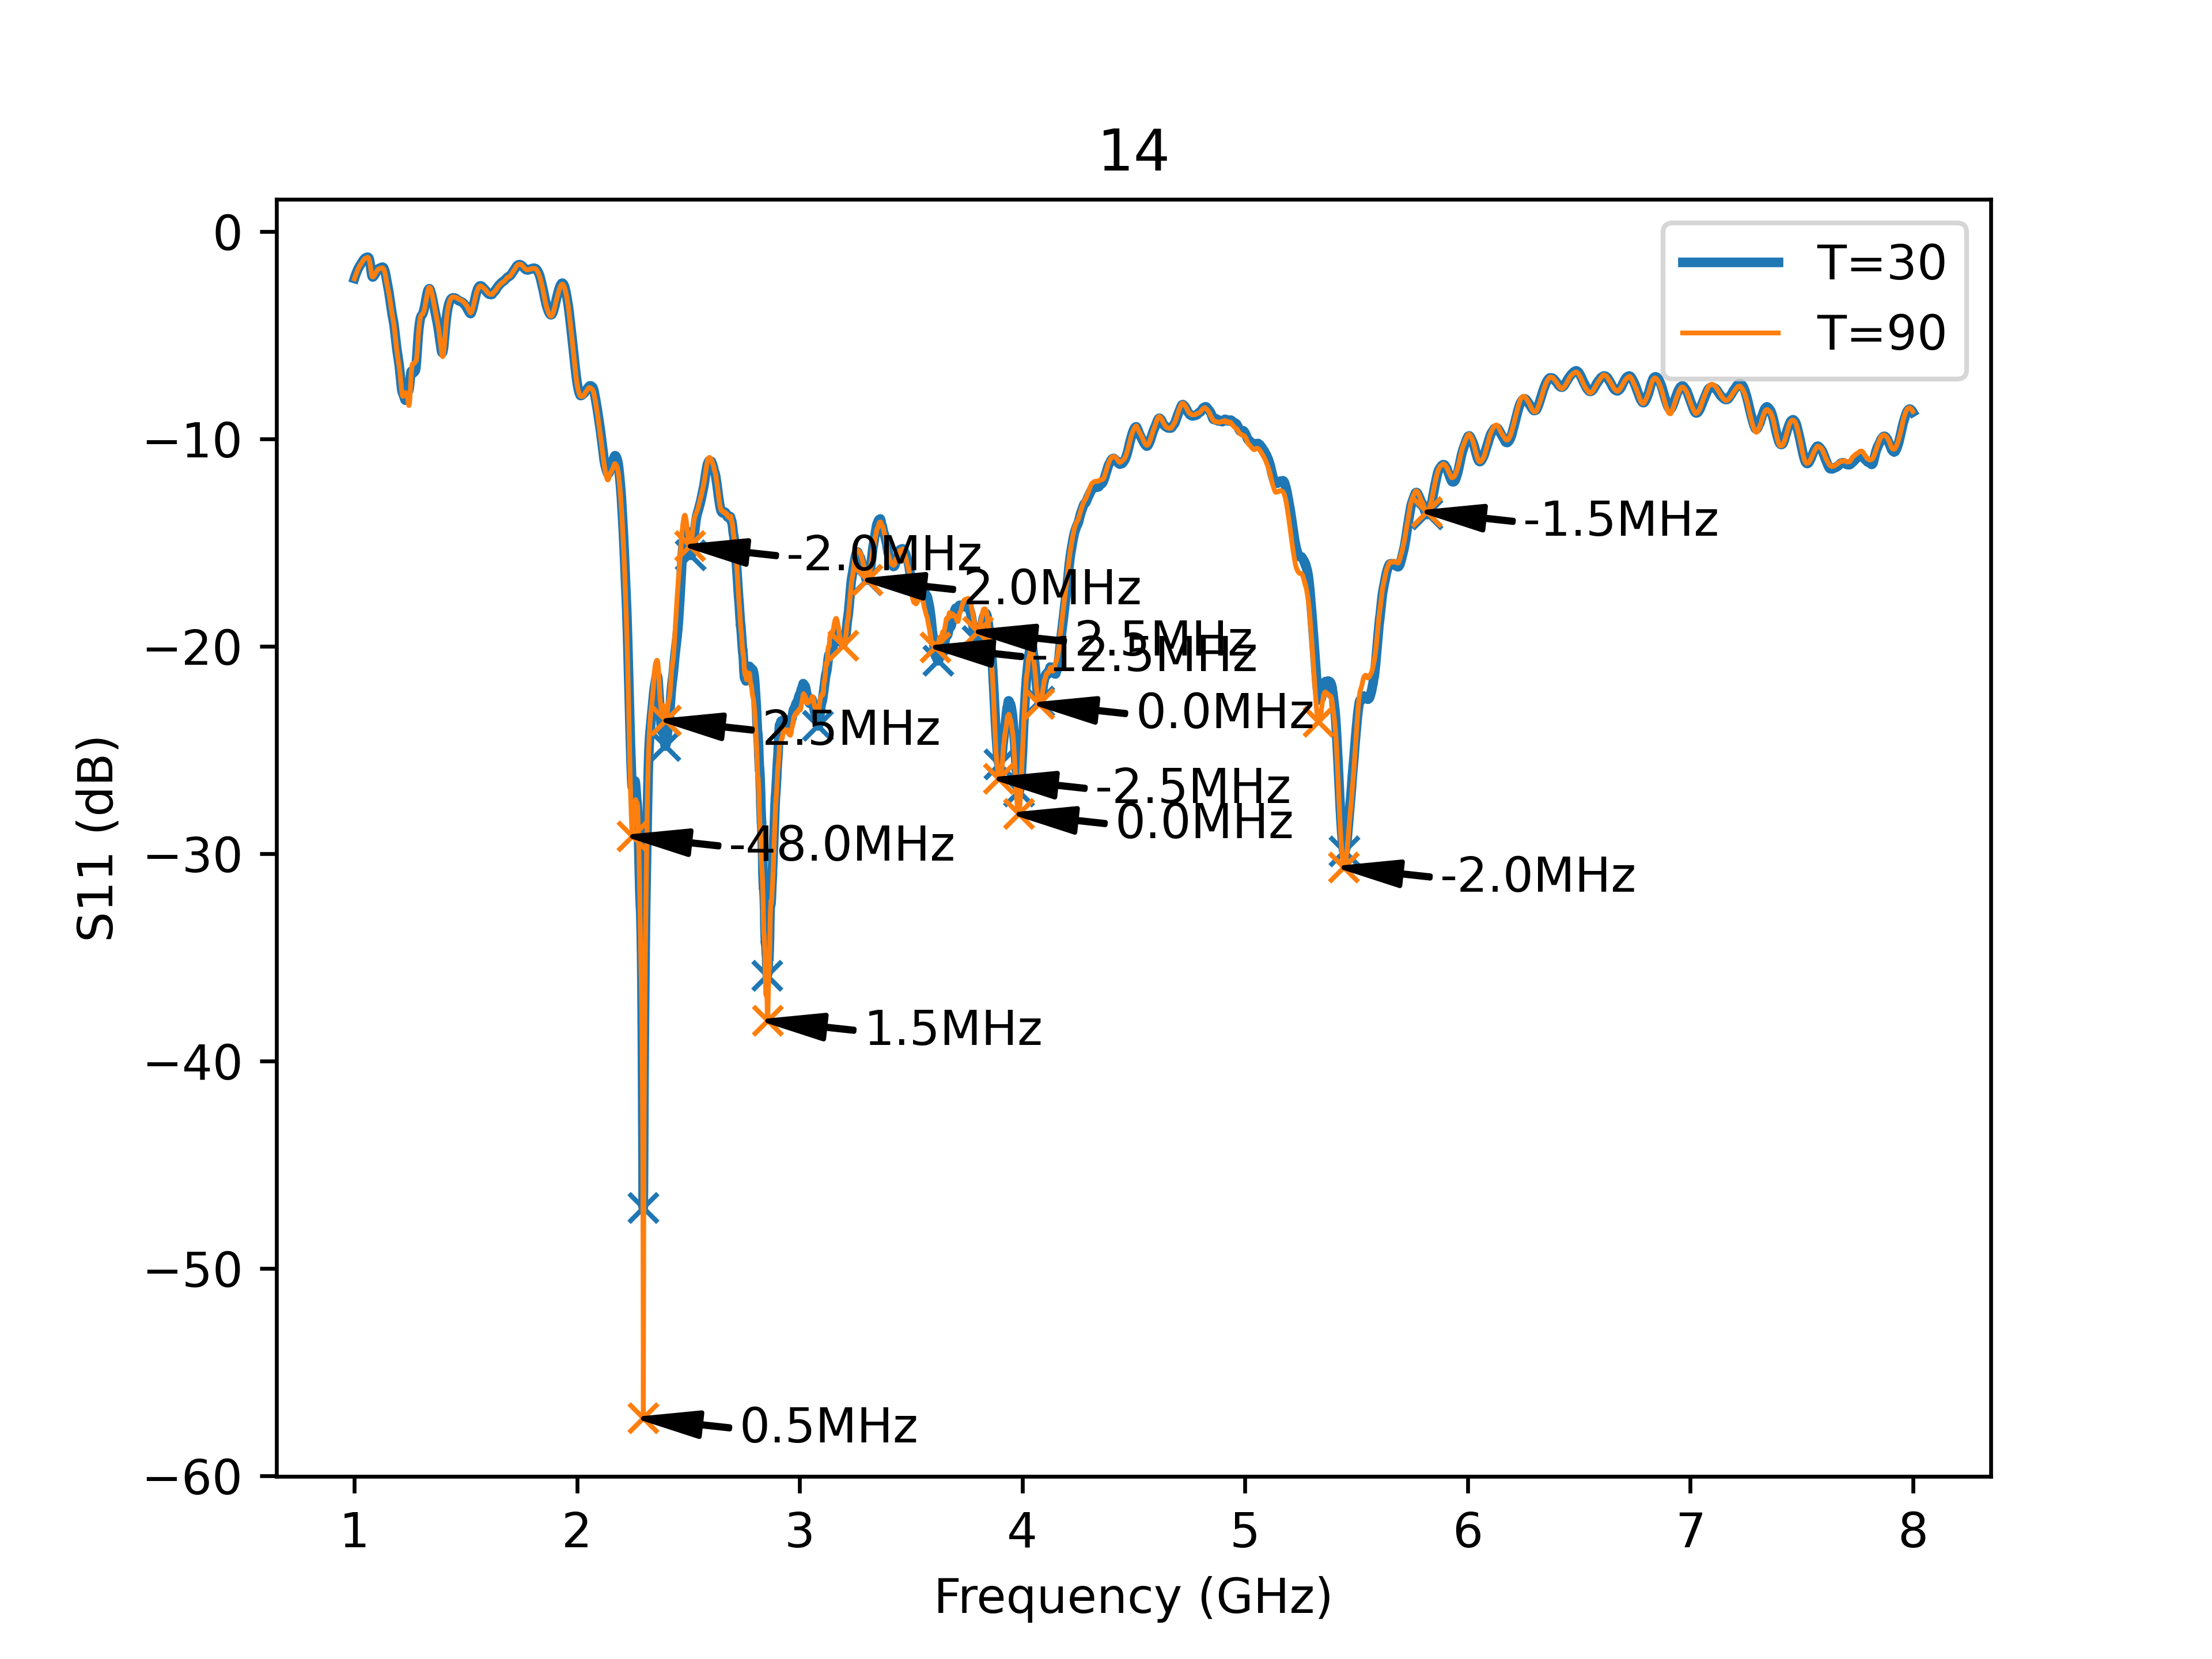 14
T=30
T=90
0
−10
−20
−30
−40
−50
−60
S11 (dB)
-1.5MHz
-2.0MHz
2.0MHz
2.5MHz
-12.5MHz
0.0MHz
2.5MHz
-2.5MHz
0.0MHz
-48.0MHz
-2.0MHz
1.5MHz
0.5MHz
1 2 3 4 5 6 7 8
Frequency (GHz)